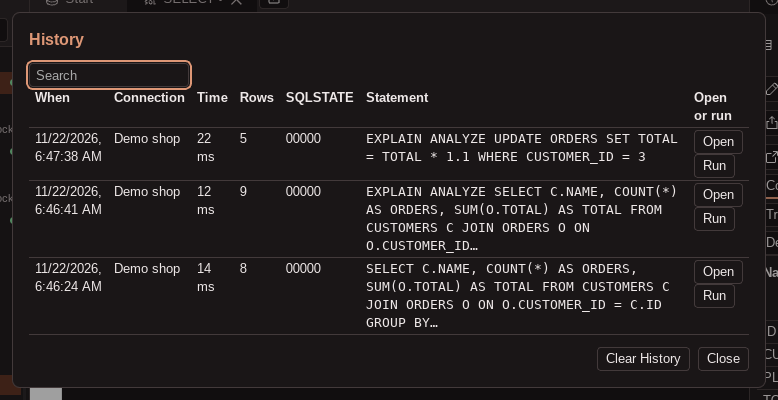 Start
SQL SELECT
History
Search
When Connection Time Rows SQLSTATE Statement Open or run
11/22/2026, 6:47:38 AM Demo shop 22 ms 5 00000
EXPLAIN ANALYZE UPDATE ORDERS SET TOTAL
= TOTAL * 1.1 WHERE CUSTOMER_ID = 3
Open
Run
11/22/2026, 6:46:41 AM Demo shop 12 ms 9 00000
EXPLAIN ANALYZE SELECT C.NAME, COUNT(*)
AS ORDERS, SUM(O.TOTAL) AS TOTAL FROM
CUSTOMERS C JOIN ORDERS O ON
O.CUSTOMER_ID…
Open
Run
11/22/2026, 6:46:24 AM Demo shop 14 ms 8 00000
SELECT C.NAME, COUNT(*) AS ORDERS,
SUM(O.TOTAL) AS TOTAL FROM CUSTOMERS C
JOIN ORDERS O ON O.CUSTOMER_ID = C.ID
GROUP BY…
Open
Run
Clear History Close